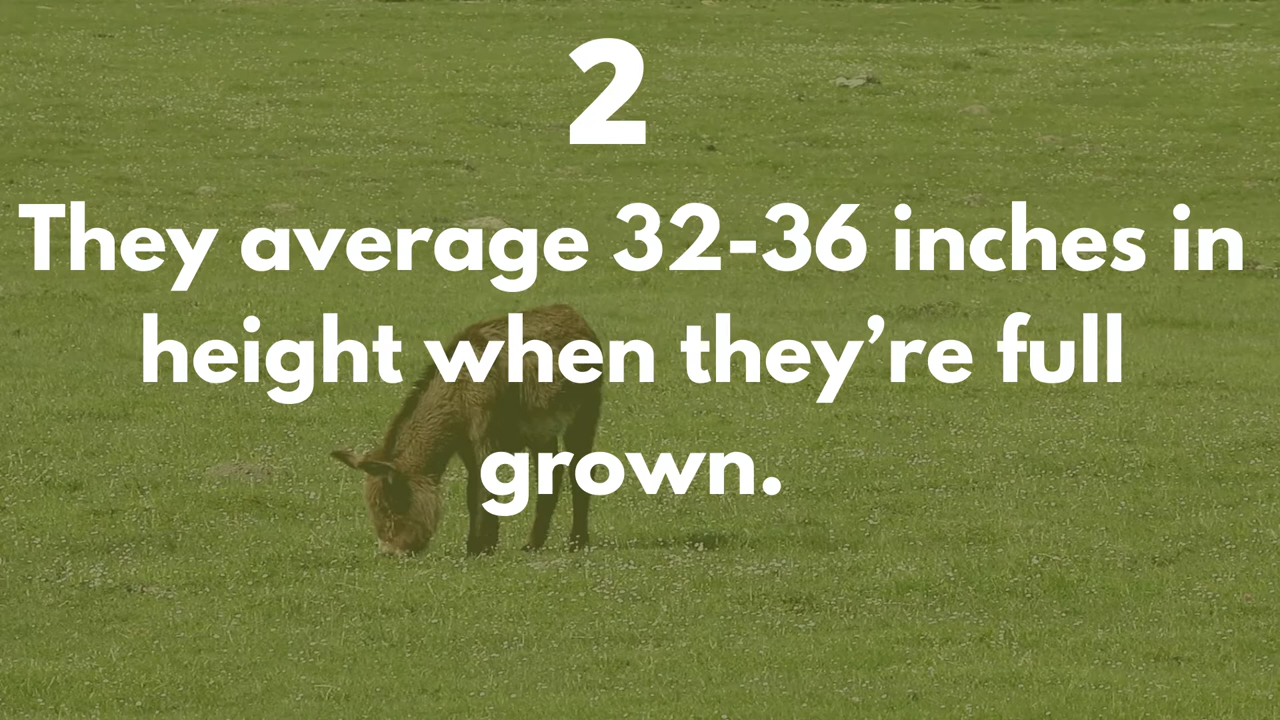 2
They average 32-36 inches in
height when they’re full
grown.